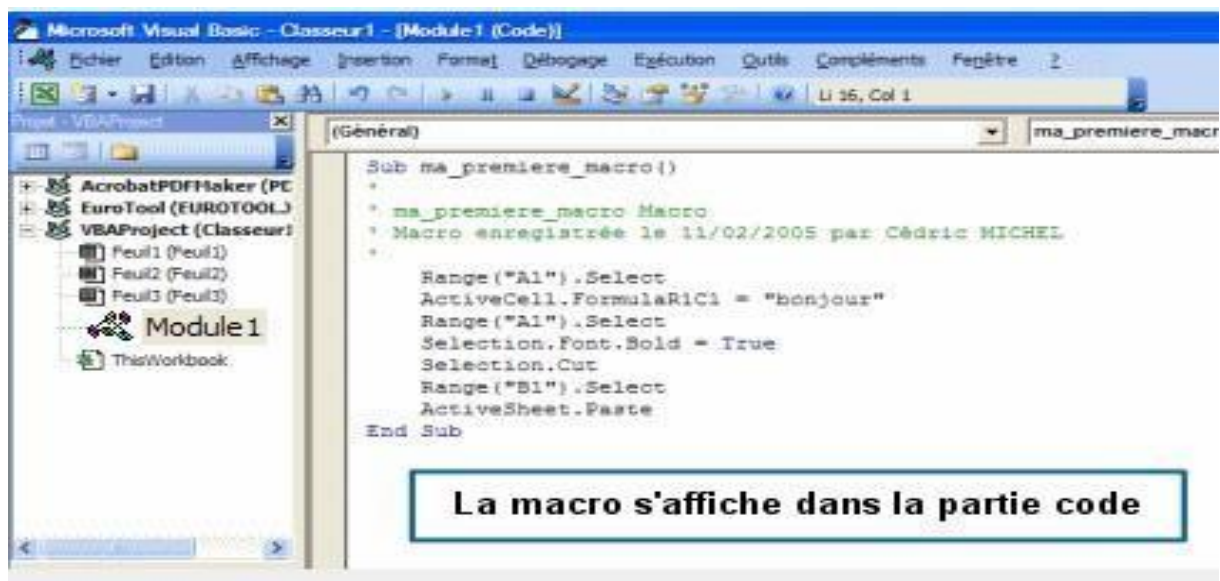 Microsoft Visual Basic - Classeur1 - [Module1 (Code)]
Fichier Edition Affichage Insertion Format Débogage Exécution Outils Compléments Fenêtre ?
Li 16, Col 1
Projet - VBAProject
(Général) ma_premiere_macr
AcrobatPDFMaker (PD
EuroTool (EUROTOOL.)
VBAProject (Classeur1
Feuil1 (Feuil1)
Feuil2 (Feuil2)
Feuil3 (Feuil3)
Module1
ThisWorkbook
Sub ma_premiere_macro()
'
' ma_premiere_macro Macro
' Macro enregistrée le 11/02/2005 par Cédric MICHEL
'
Range("A1").Select
ActiveCell.FormulaR1C1 = "bonjour"
Range("A1").Select
Selection.Font.Bold = True
Selection.Cut
Range("B1").Select
ActiveSheet.Paste
End Sub
La macro s'affiche dans la partie code